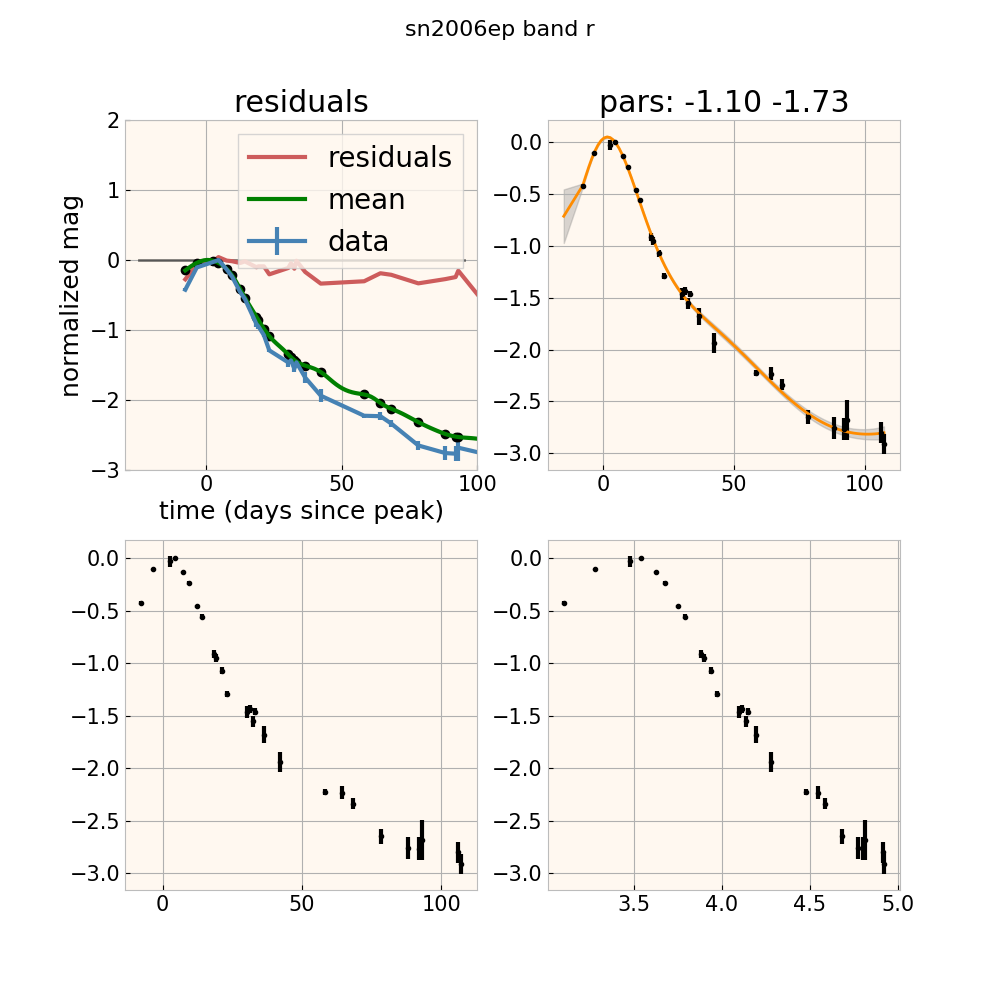 sn2006ep band r
residuals
pars: -1.10 -1.73
residuals
mean
data
normalized mag
2
1
0
−1
−2
−3
0 50 100
time (days since peak)
0.0
−0.5
−1.0
−1.5
−2.0
−2.5
−3.0
0 50 100
0.0
−0.5
−1.0
−1.5
−2.0
−2.5
−3.0
0 50 100
0.0
−0.5
−1.0
−1.5
−2.0
−2.5
−3.0
3.5 4.0 4.5 5.0